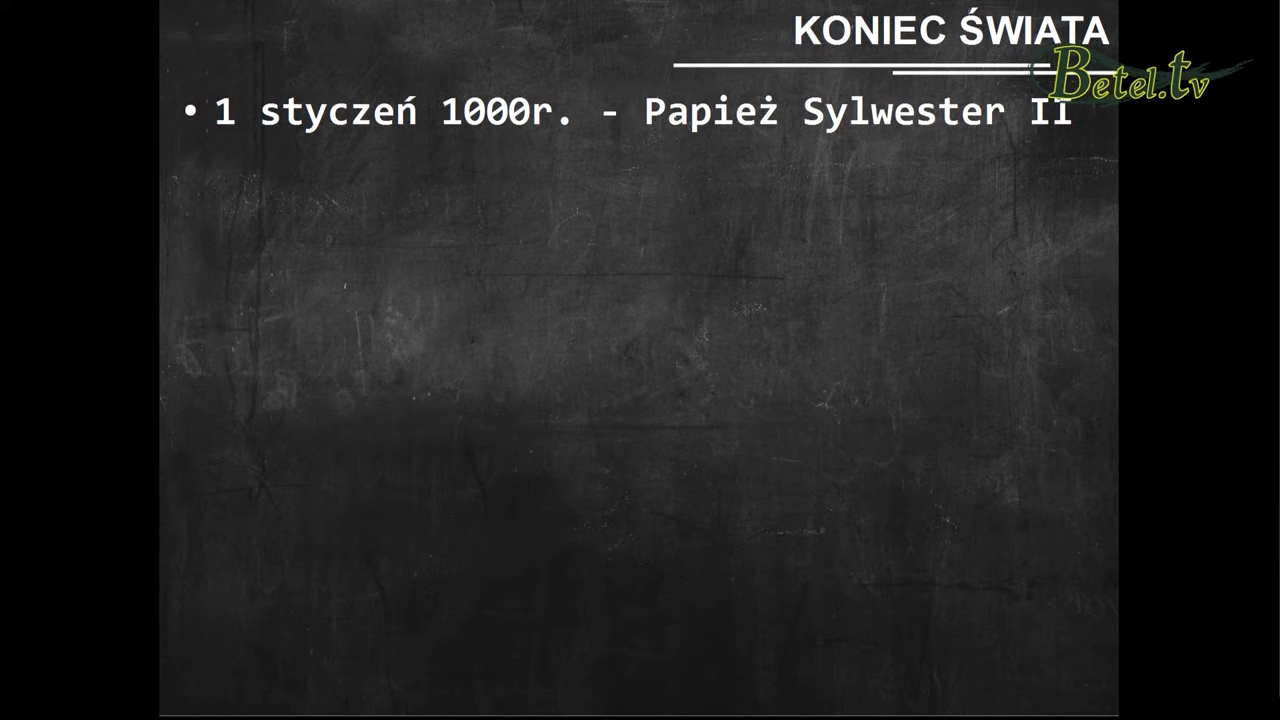 KONIEC ŚWIATA
Betel.tv
• 1 styczeń 1000r. - Papież Sylwester II